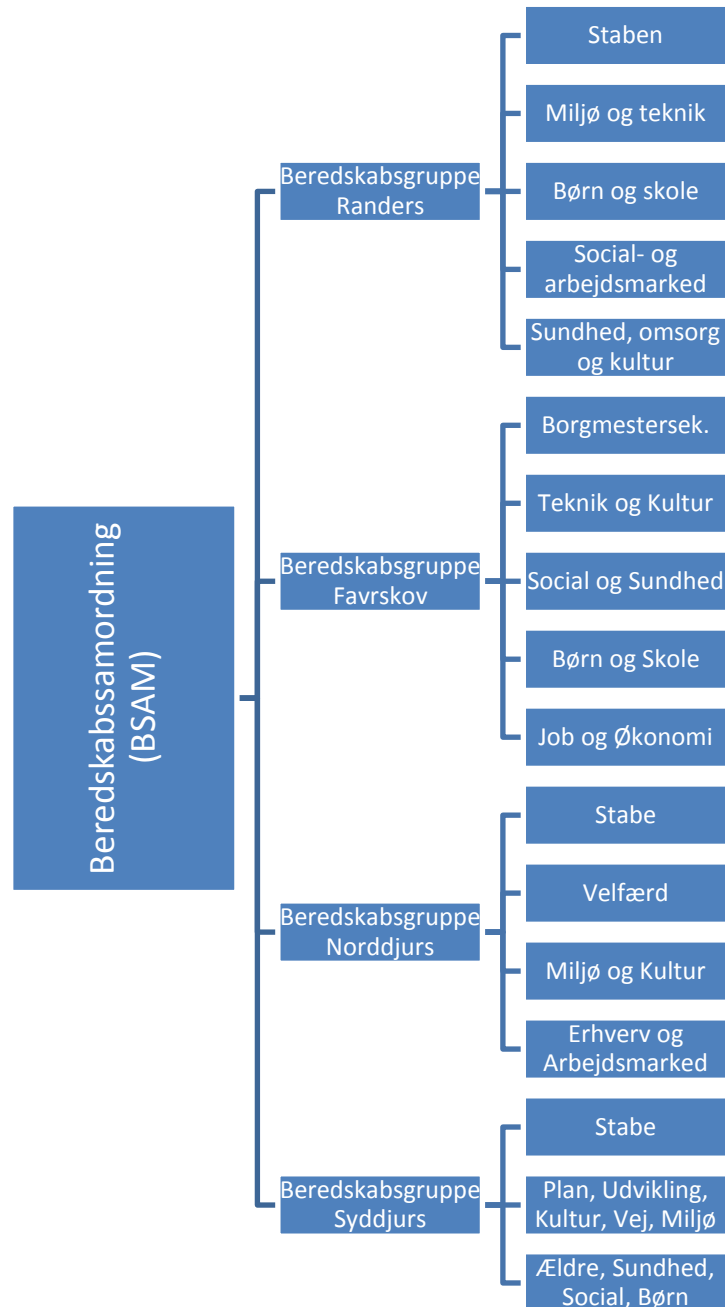 Beredskabssamordning
(BSAM)
Beredskabsgruppe
Randers
Staben
Miljø og teknik
Børn og skole
Social- og
arbejdsmarked
Sundhed, omsorg
og kultur
Beredskabsgruppe
Favrskov
Borgmestersek.
Teknik og Kultur
Social og Sundhed
Børn og Skole
Job og Økonomi
Beredskabsgruppe
Norddjurs
Stabe
Velfærd
Miljø og Kultur
Erhverv og
Arbejdsmarked
Beredskabsgruppe
Syddjurs
Stabe
Plan, Udvikling,
Kultur, Vej, Miljø
Ældre, Sundhed,
Social, Børn